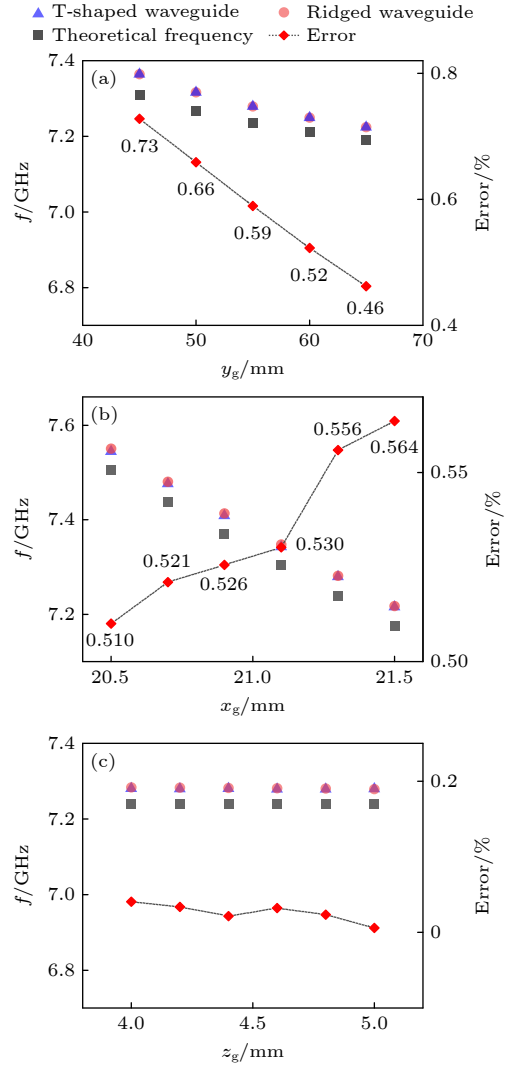 T-shaped waveguide Ridged waveguide
Theoretical frequency Error
(a)
7.4
7.2
7.0
6.8
f/GHz
0.8
0.6
0.4
Error/%
0.73
0.66
0.59
0.52
0.46
40 50 60 70
y_g/mm
(b)
7.6
7.4
7.2
f/GHz
0.55
0.50
Error/%
0.510
0.521
0.526
0.530
0.556
0.564
20.5 21.0 21.5
x_g/mm
(c)
7.4
7.2
7.0
6.8
f/GHz
0.2
0
Error/%
4.0 4.5 5.0
z_g/mm